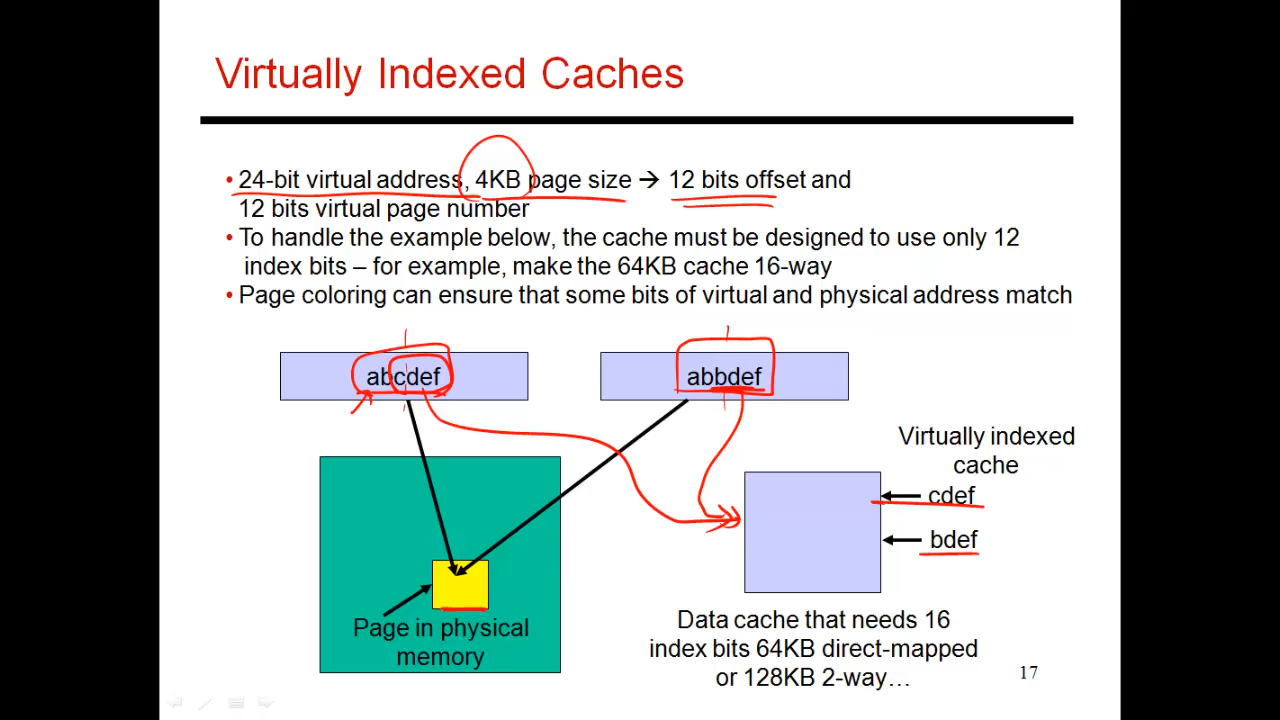 Virtually Indexed Caches
• 24-bit virtual address, 4KB page size → 12 bits offset and
12 bits virtual page number
• To handle the example below, the cache must be designed to use only 12
index bits – for example, make the 64KB cache 16-way
• Page coloring can ensure that some bits of virtual and physical address match
abcdef
abbdef
Virtually indexed
cache
cdef
bdef
Page in physical
memory
Data cache that needs 16
index bits 64KB direct-mapped
or 128KB 2-way…
17